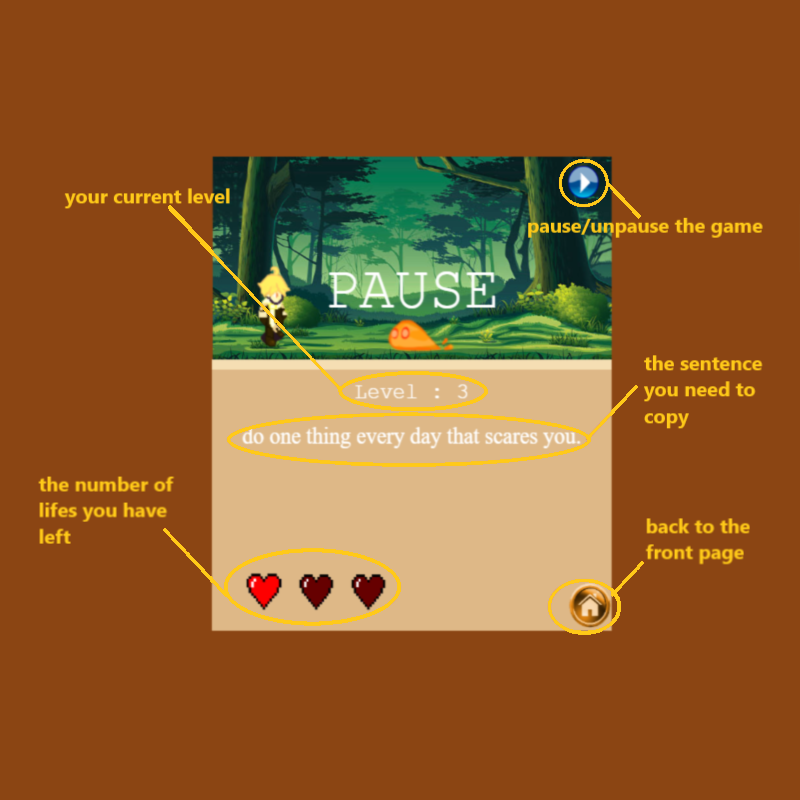 your current level
pause/unpause the game
PAUSE
the sentence
you need to
copy
Level : 3
do one thing every day that scares you.
the number of
lifes you have
left
back to the
front page